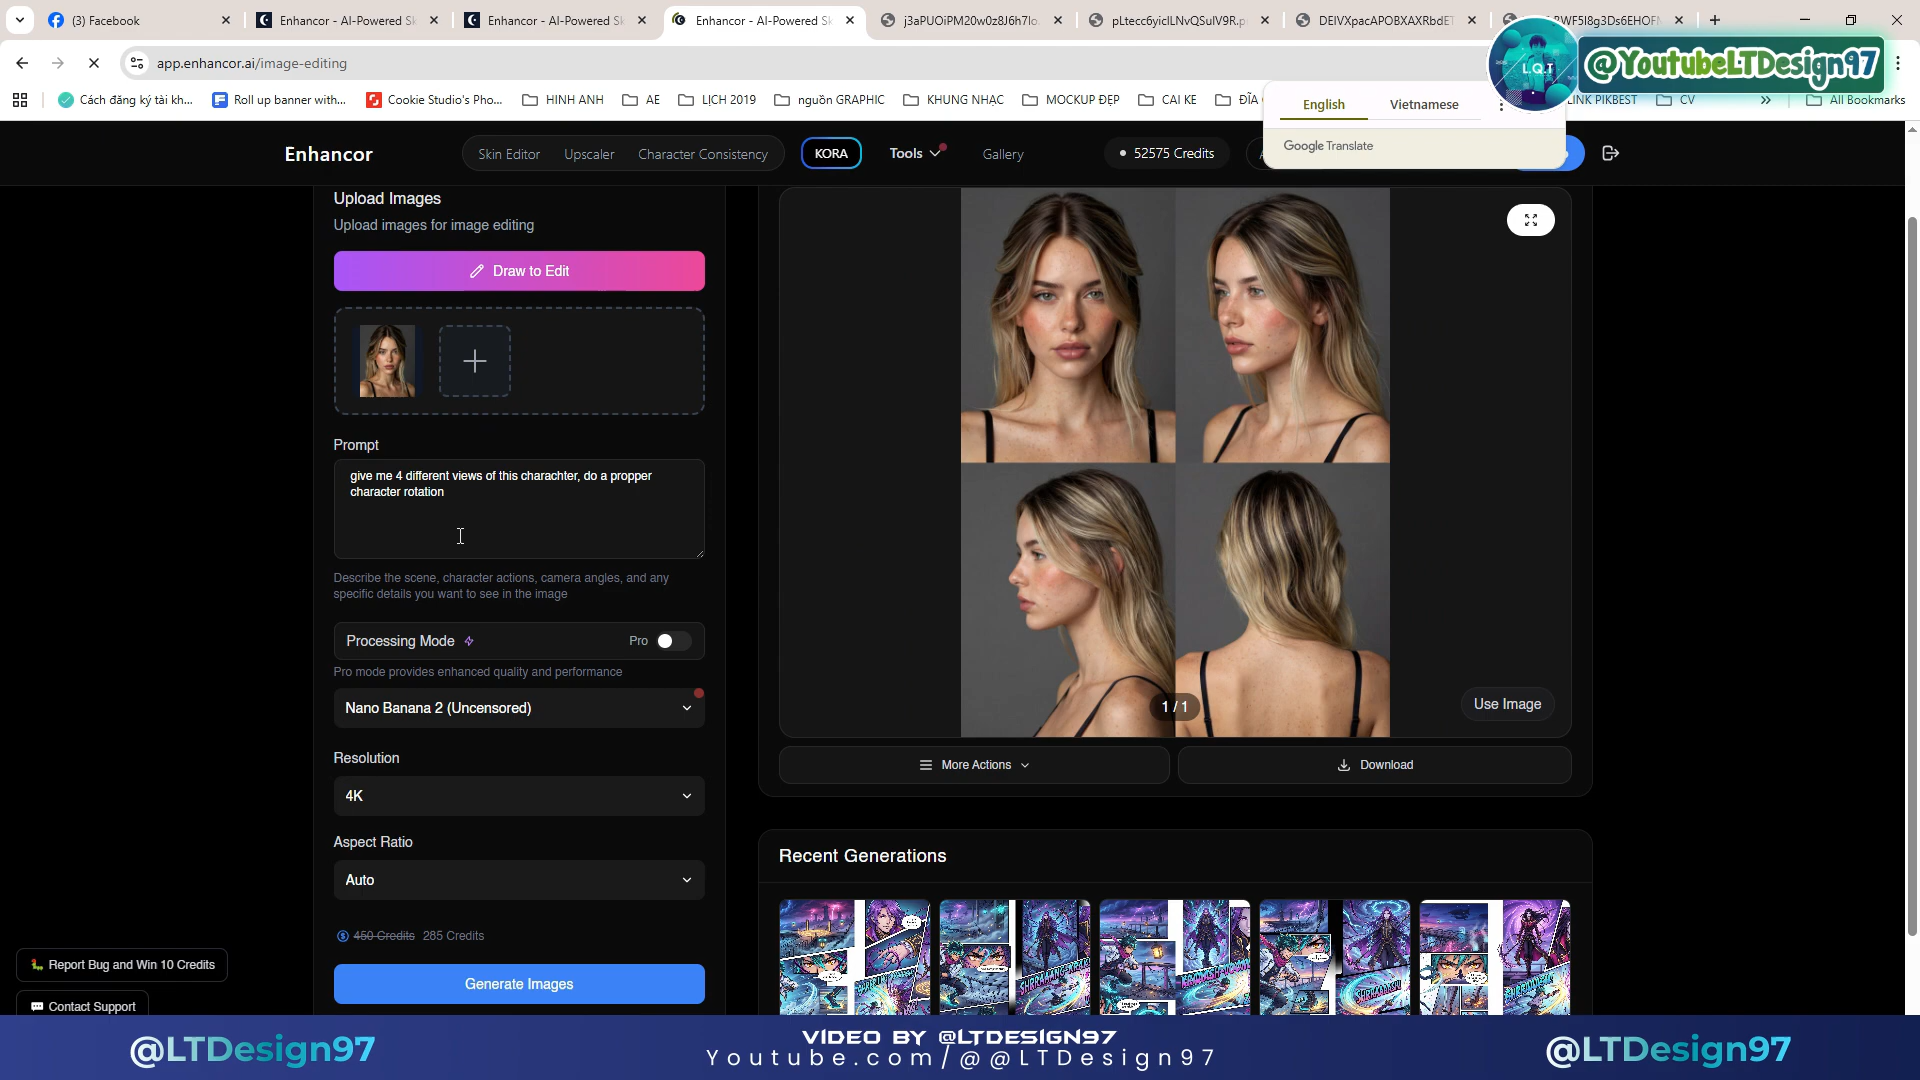 (3) Facebook
Enhancor - AI-Powered Sk
Enhancor - AI-Powered Sk
Enhancor - AI-Powered Sk
pLtecc6yicILNvQSulV9R.p
app.enhancor.ai/image-editing
L.Q.T
@YoutubeLTDesign97
Cách đăng ký tài kh...
Roll up banner with...
Cookie Studio's Pho...
HINH ANH
AE
LỊCH 2019
nguồn GRAPHIC
KHUNG NHẠC
MOCKUP ĐẸP
CAI KE
ĐĨA
LINK PIKBEST
CV
All Bookmarks
English
Vietnamese
Google Translate
Enhancor
Skin Editor
Upscaler
Character Consistency
KORA
Tools
Gallery
52575 Credits
Upload Images
Upload images for image editing
Draw to Edit
Prompt
give me 4 different views of this charachter, do a propper
character rotation
Describe the scene, character actions, camera angles, and any
specific details you want to see in the image
Processing Mode
Pro
Pro mode provides enhanced quality and performance
Nano Banana 2 (Uncensored)
Resolution
4K
Aspect Ratio
Auto
450 Credits 285 Credits
Generate Images
Report Bug and Win 10 Credits
Contact Support
1 / 1
Use Image
More Actions
Download
Recent Generations
@LTDesign97
VIDEO BY @LTDESIGN97
Youtube.com/@@LTDesign97
@LTDesign97